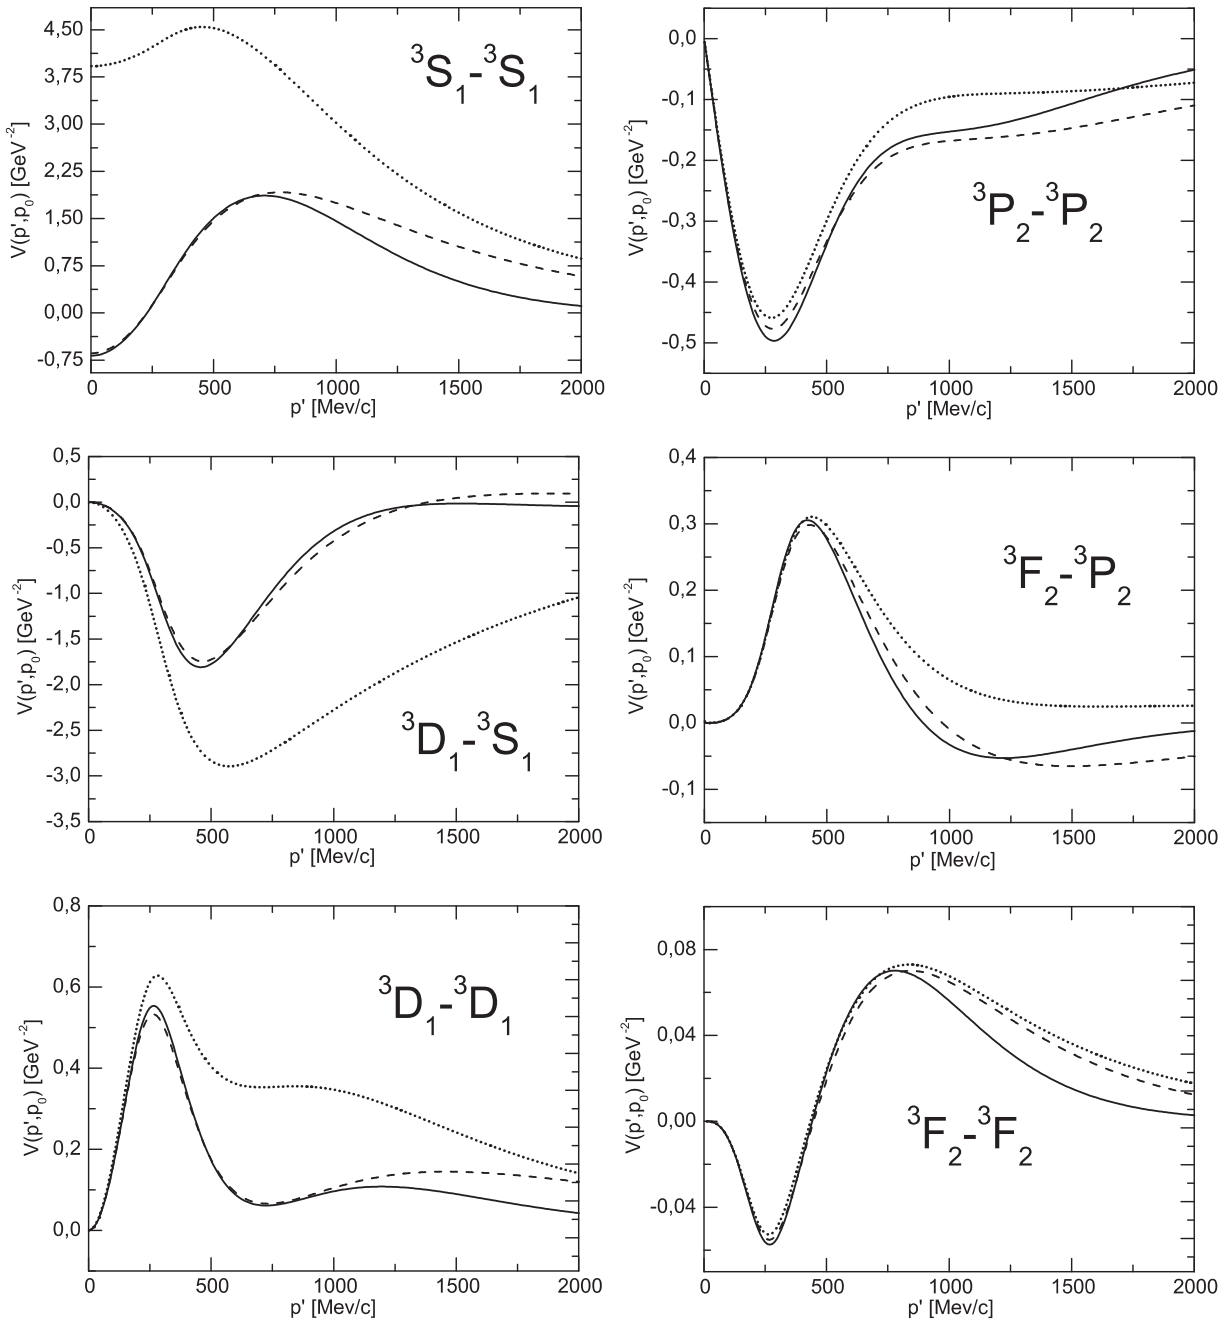 4,50
3,75
3,00
2,25
1,50
0,75
0,00
-0,75
V(p',p₀) [GeV⁻²]
³S₁-³S₁
0 500 1000 1500 2000
p' [Mev/c]
0,0
-0,1
-0,2
-0,3
-0,4
-0,5
V(p',p₀) [GeV⁻²]
³P₂-³P₂
0 500 1000 1500 2000
p' [Mev/c]
0,5
0,0
-0,5
-1,0
-1,5
-2,0
-2,5
-3,0
-3,5
V(p',p₀) [GeV⁻²]
³D₁-³S₁
0 500 1000 1500 2000
p' [Mev/c]
0,4
0,3
0,2
0,1
0,0
-0,1
V(p',p₀) [GeV⁻²]
³F₂-³P₂
0 500 1000 1500 2000
p' [Mev/c]
0,8
0,6
0,4
0,2
0,0
V(p',p₀) [GeV⁻²]
³D₁-³D₁
0 500 1000 1500 2000
p' [Mev/c]
0,08
0,04
0,00
-0,04
V(p',p₀) [GeV⁻²]
³F₂-³F₂
0 500 1000 1500 2000
p' [Mev/c]